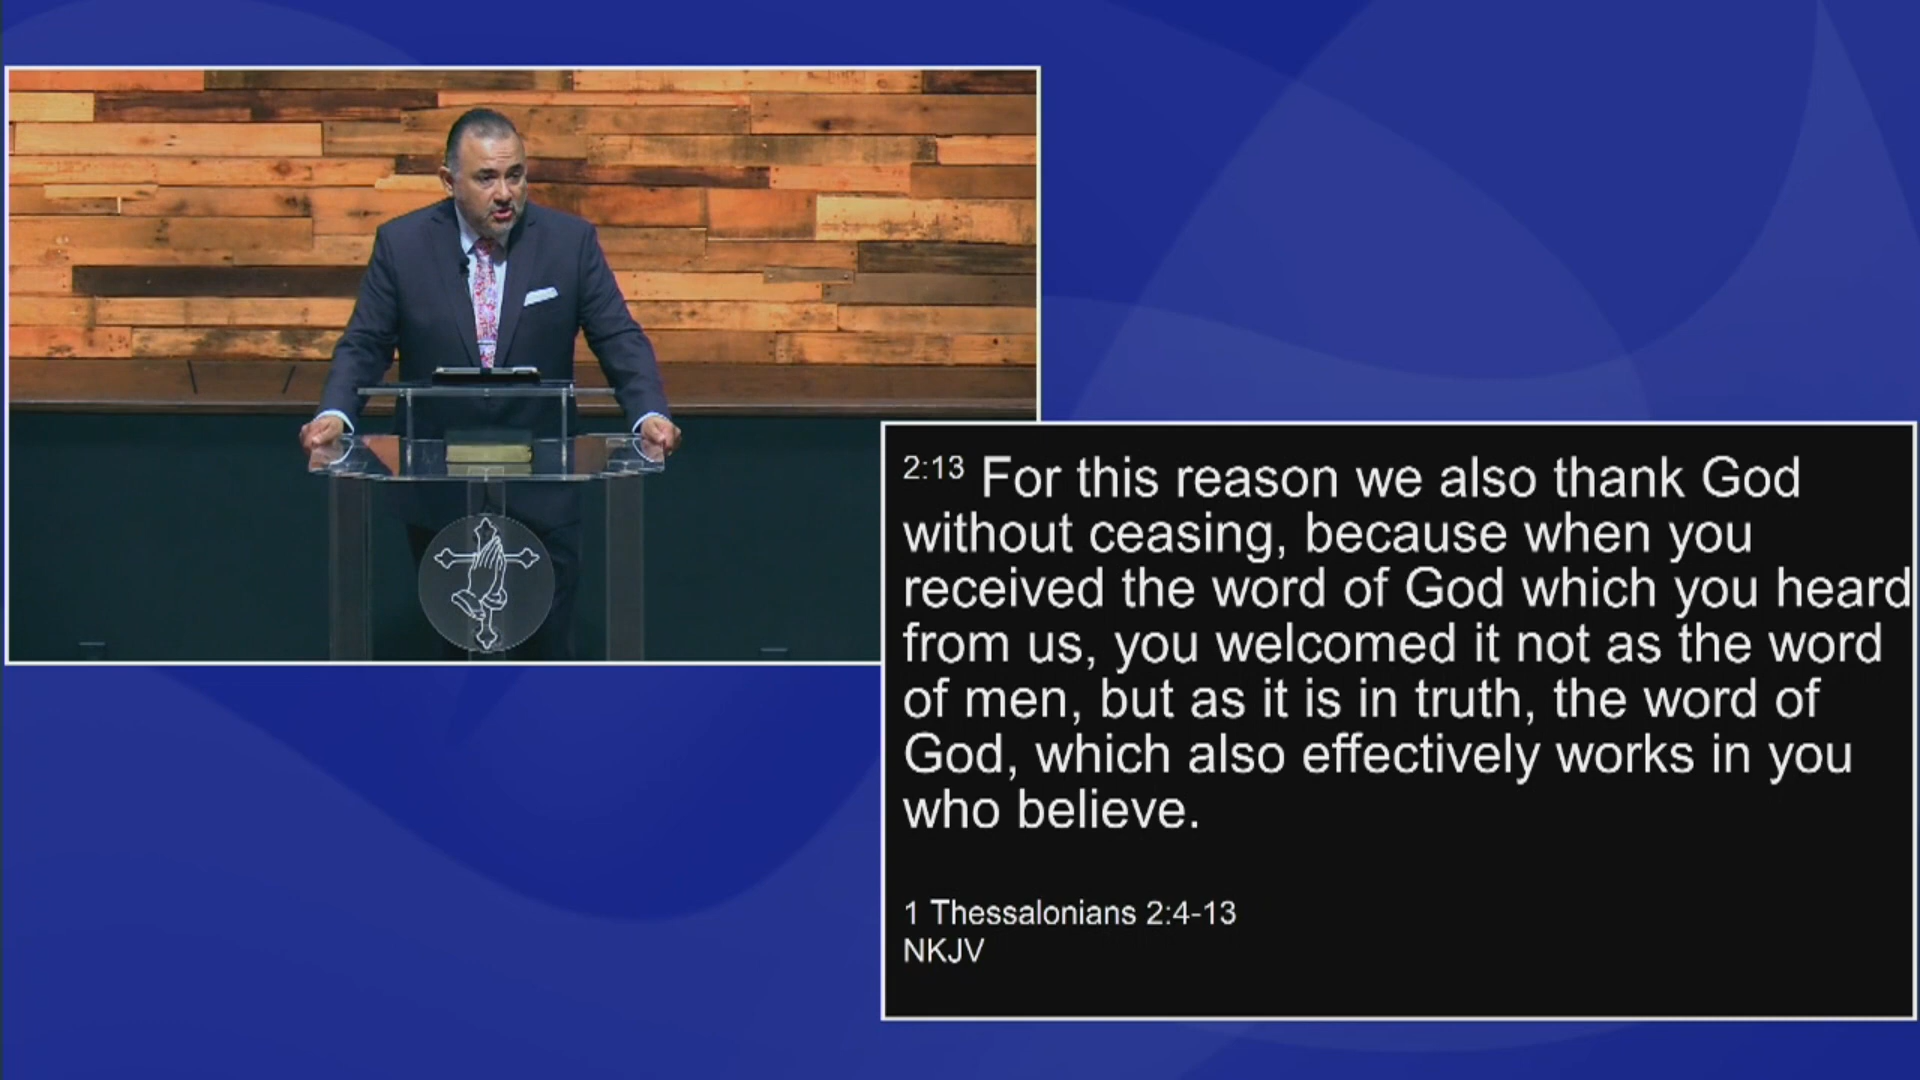 2:13 For this reason we also thank God
without ceasing, because when you
received the word of God which you heard
from us, you welcomed it not as the word
of men, but as it is in truth, the word of
God, which also effectively works in you
who believe.
1 Thessalonians 2:4-13
NKJV